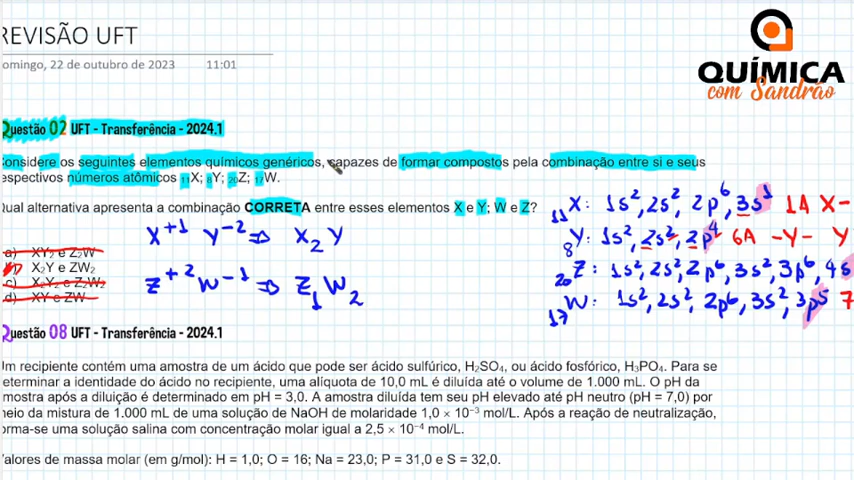 REVISÃO UFT
omingo, 22 de outubro de 2023 11:01
QUÍMICA
com Sandrão
Questão 02 UFT - Transferência - 2024.1
Considere os seguintes elementos químicos genéricos, capazes de formar compostos pela combinação entre si e seus
espectivos números atômicos ₁₁X; ₈Y; ₂₀Z; ₁₇W.
Qual alternativa apresenta a combinação CORRETA entre esses elementos X e Y; W e Z?
a) XY₂ e Z₂W
X₂Y e ZW₂
c) X₂Y₂ e Z₂W₂
d) XY e ZW
X⁺¹ Y⁻² ⇒ X₂Y
Z⁺² W⁻¹ ⇒ Z₁W₂
₁₁X: 1s², 2s², 2p⁶, 3s¹ 1A X-
₈Y: 1s², 2s², 2p⁴ 6A -Y- Y
₂₀Z: 1s², 2s², 2p⁶, 3s², 3p⁶, 4s
₁₇W: 1s², 2s², 2p⁶, 3s², 3p⁵ 7
Questão 08 UFT - Transferência - 2024.1
Um recipiente contém uma amostra de um ácido que pode ser ácido sulfúrico, H₂SO₄, ou ácido fosfórico, H₃PO₄. Para se
eterminar a identidade do ácido no recipiente, uma alíquota de 10,0 mL é diluída até o volume de 1.000 mL. O pH da
mostra após a diluição é determinado em pH = 3,0. A amostra diluída tem seu pH elevado até pH neutro (pH = 7,0) por
meio da mistura de 1.000 mL de uma solução de NaOH de molaridade 1,0 × 10⁻³ mol/L. Após a reação de neutralização,
orma-se uma solução salina com concentração molar igual a 2,5 × 10⁻⁴ mol/L.
Valores de massa molar (em g/mol): H = 1,0; O = 16; Na = 23,0; P = 31,0 e S = 32,0.